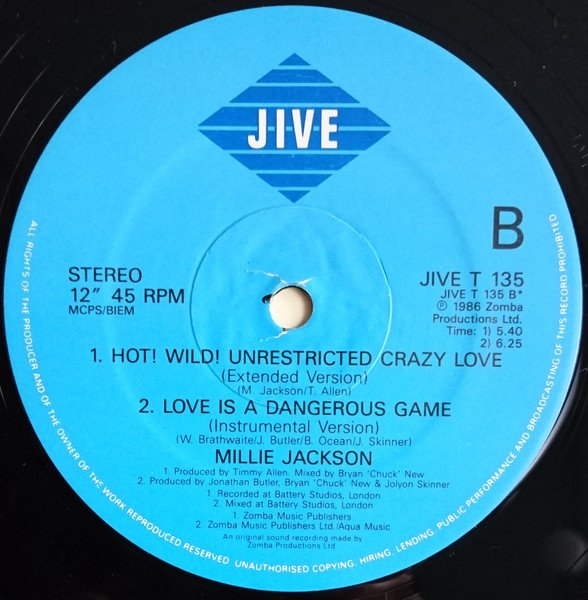 JIVE
B
STEREO
12" 45 RPM
MCPS/BIEM
JIVE T 135
JIVE T 135 B*
Ⓟ 1986 Zomba
Productions Ltd.
Time: 1) 5.40
2) 6.25
1. HOT! WILD! UNRESTRICTED CRAZY LOVE
(Extended Version)
(M. Jackson/T. Allen)
2. LOVE IS A DANGEROUS GAME
(Instrumental Version)
(W. Brathwaite/J. Butler/B. Ocean/J. Skinner)
MILLIE JACKSON
1. Produced by Timmy Allen. Mixed by Bryan 'Chuck' New
2. Produced by Jonathan Butler, Bryan 'Chuck' New & Jolyon Skinner
1. Recorded at Battery Studios, London
2. Mixed at Battery Studios, London
1. Zomba Music Publishers.
2. Zomba Music Publishers Ltd./Aqua Music
An original sound recording made by
Zomba Productions Ltd
ALL RIGHTS OF THE PRODUCER AND OF THE OWNER OF THE WORK REPRODUCED RESERVED UNAUTHORISED COPYING, HIRING, LENDING, PUBLIC PERFORMANCE AND BROADCASTING OF THIS RECORD PROHIBITED